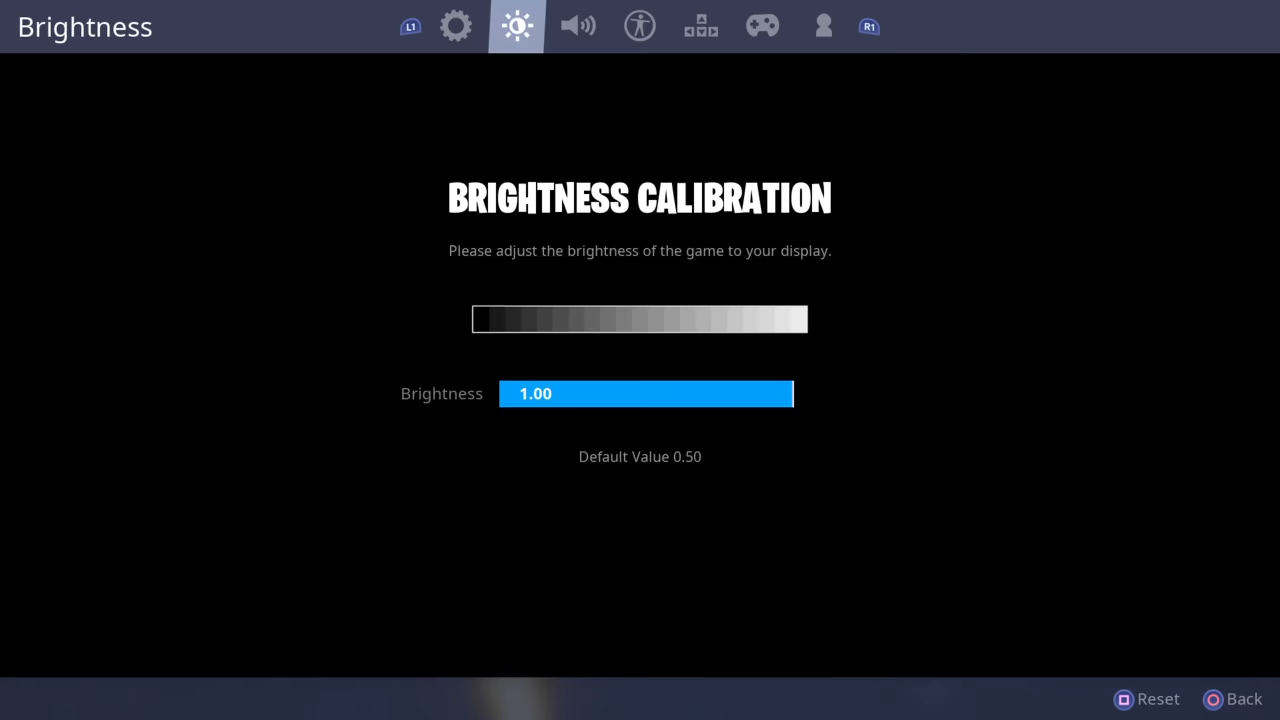 Brightness
L1
R1
BRIGHTNESS CALIBRATION
Please adjust the brightness of the game to your display.
Brightness 1.00
Default Value 0.50
Reset Back